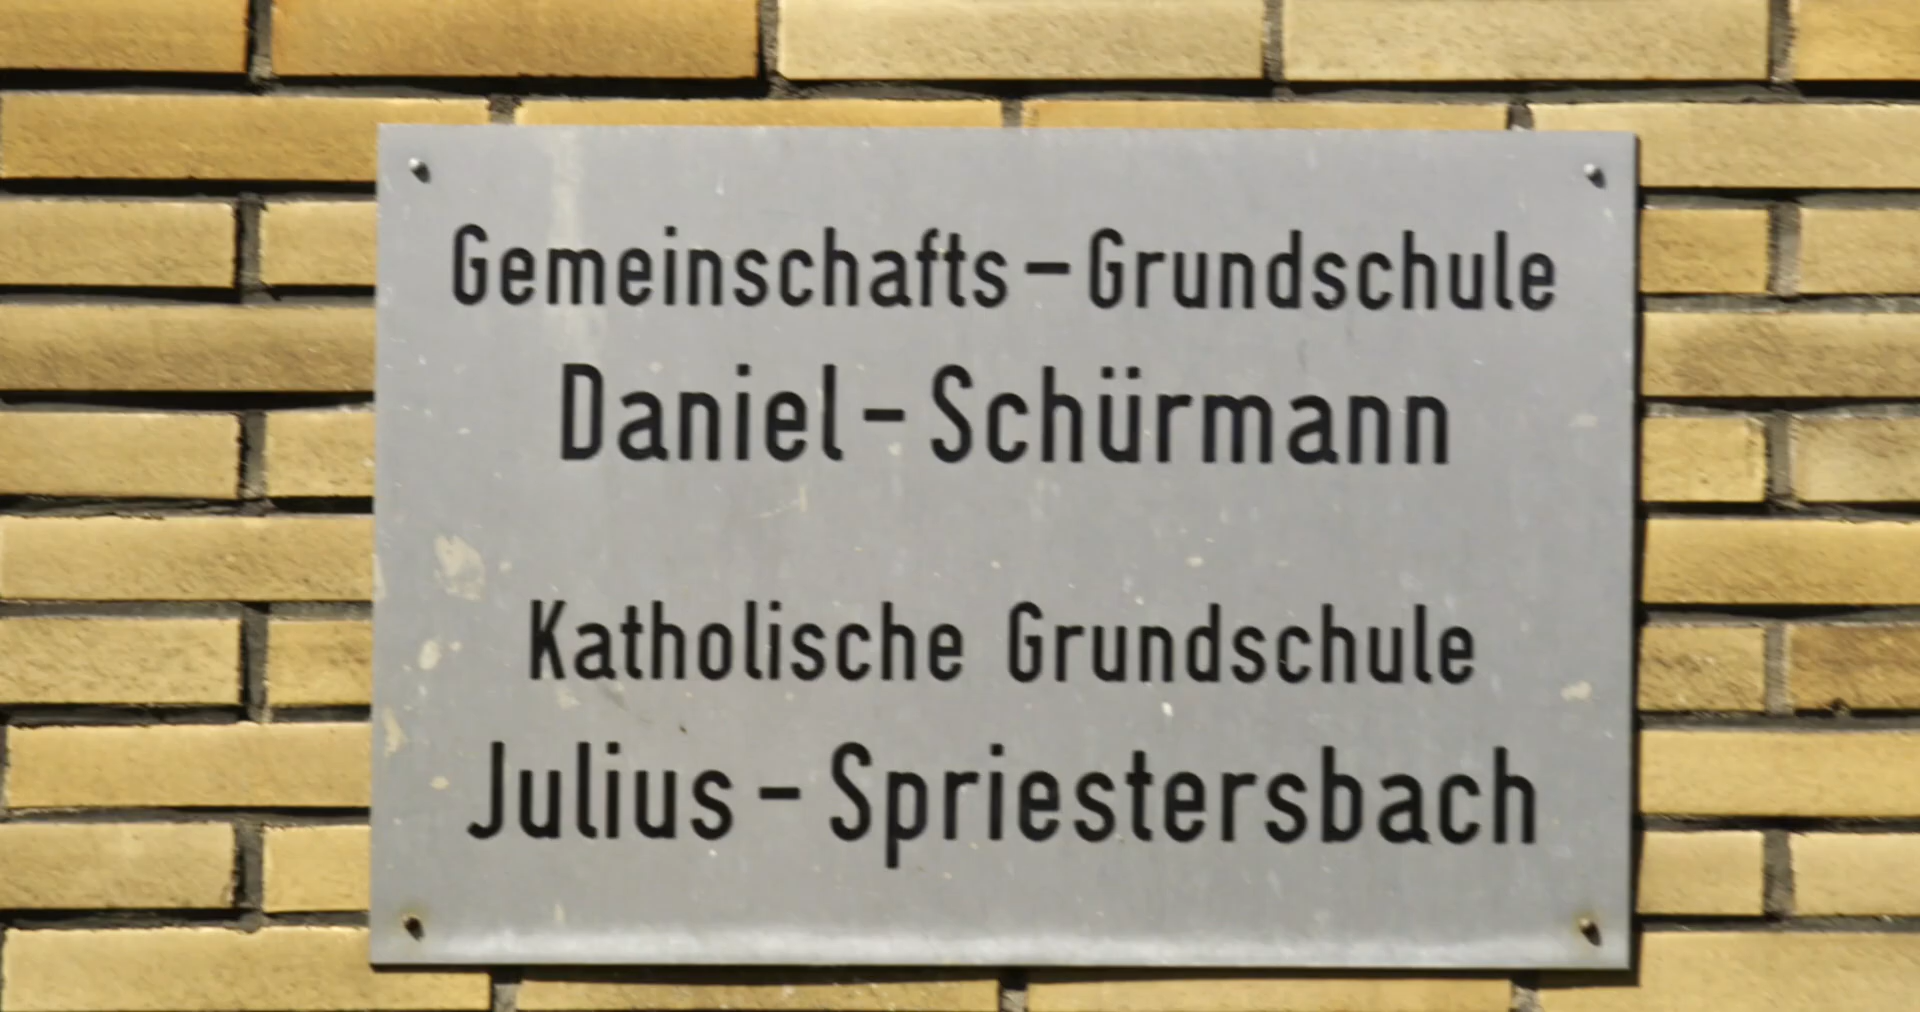 Gemeinschafts-Grundschule
Daniel-Schürmann
Katholische Grundschule
Julius-Spriestersbach